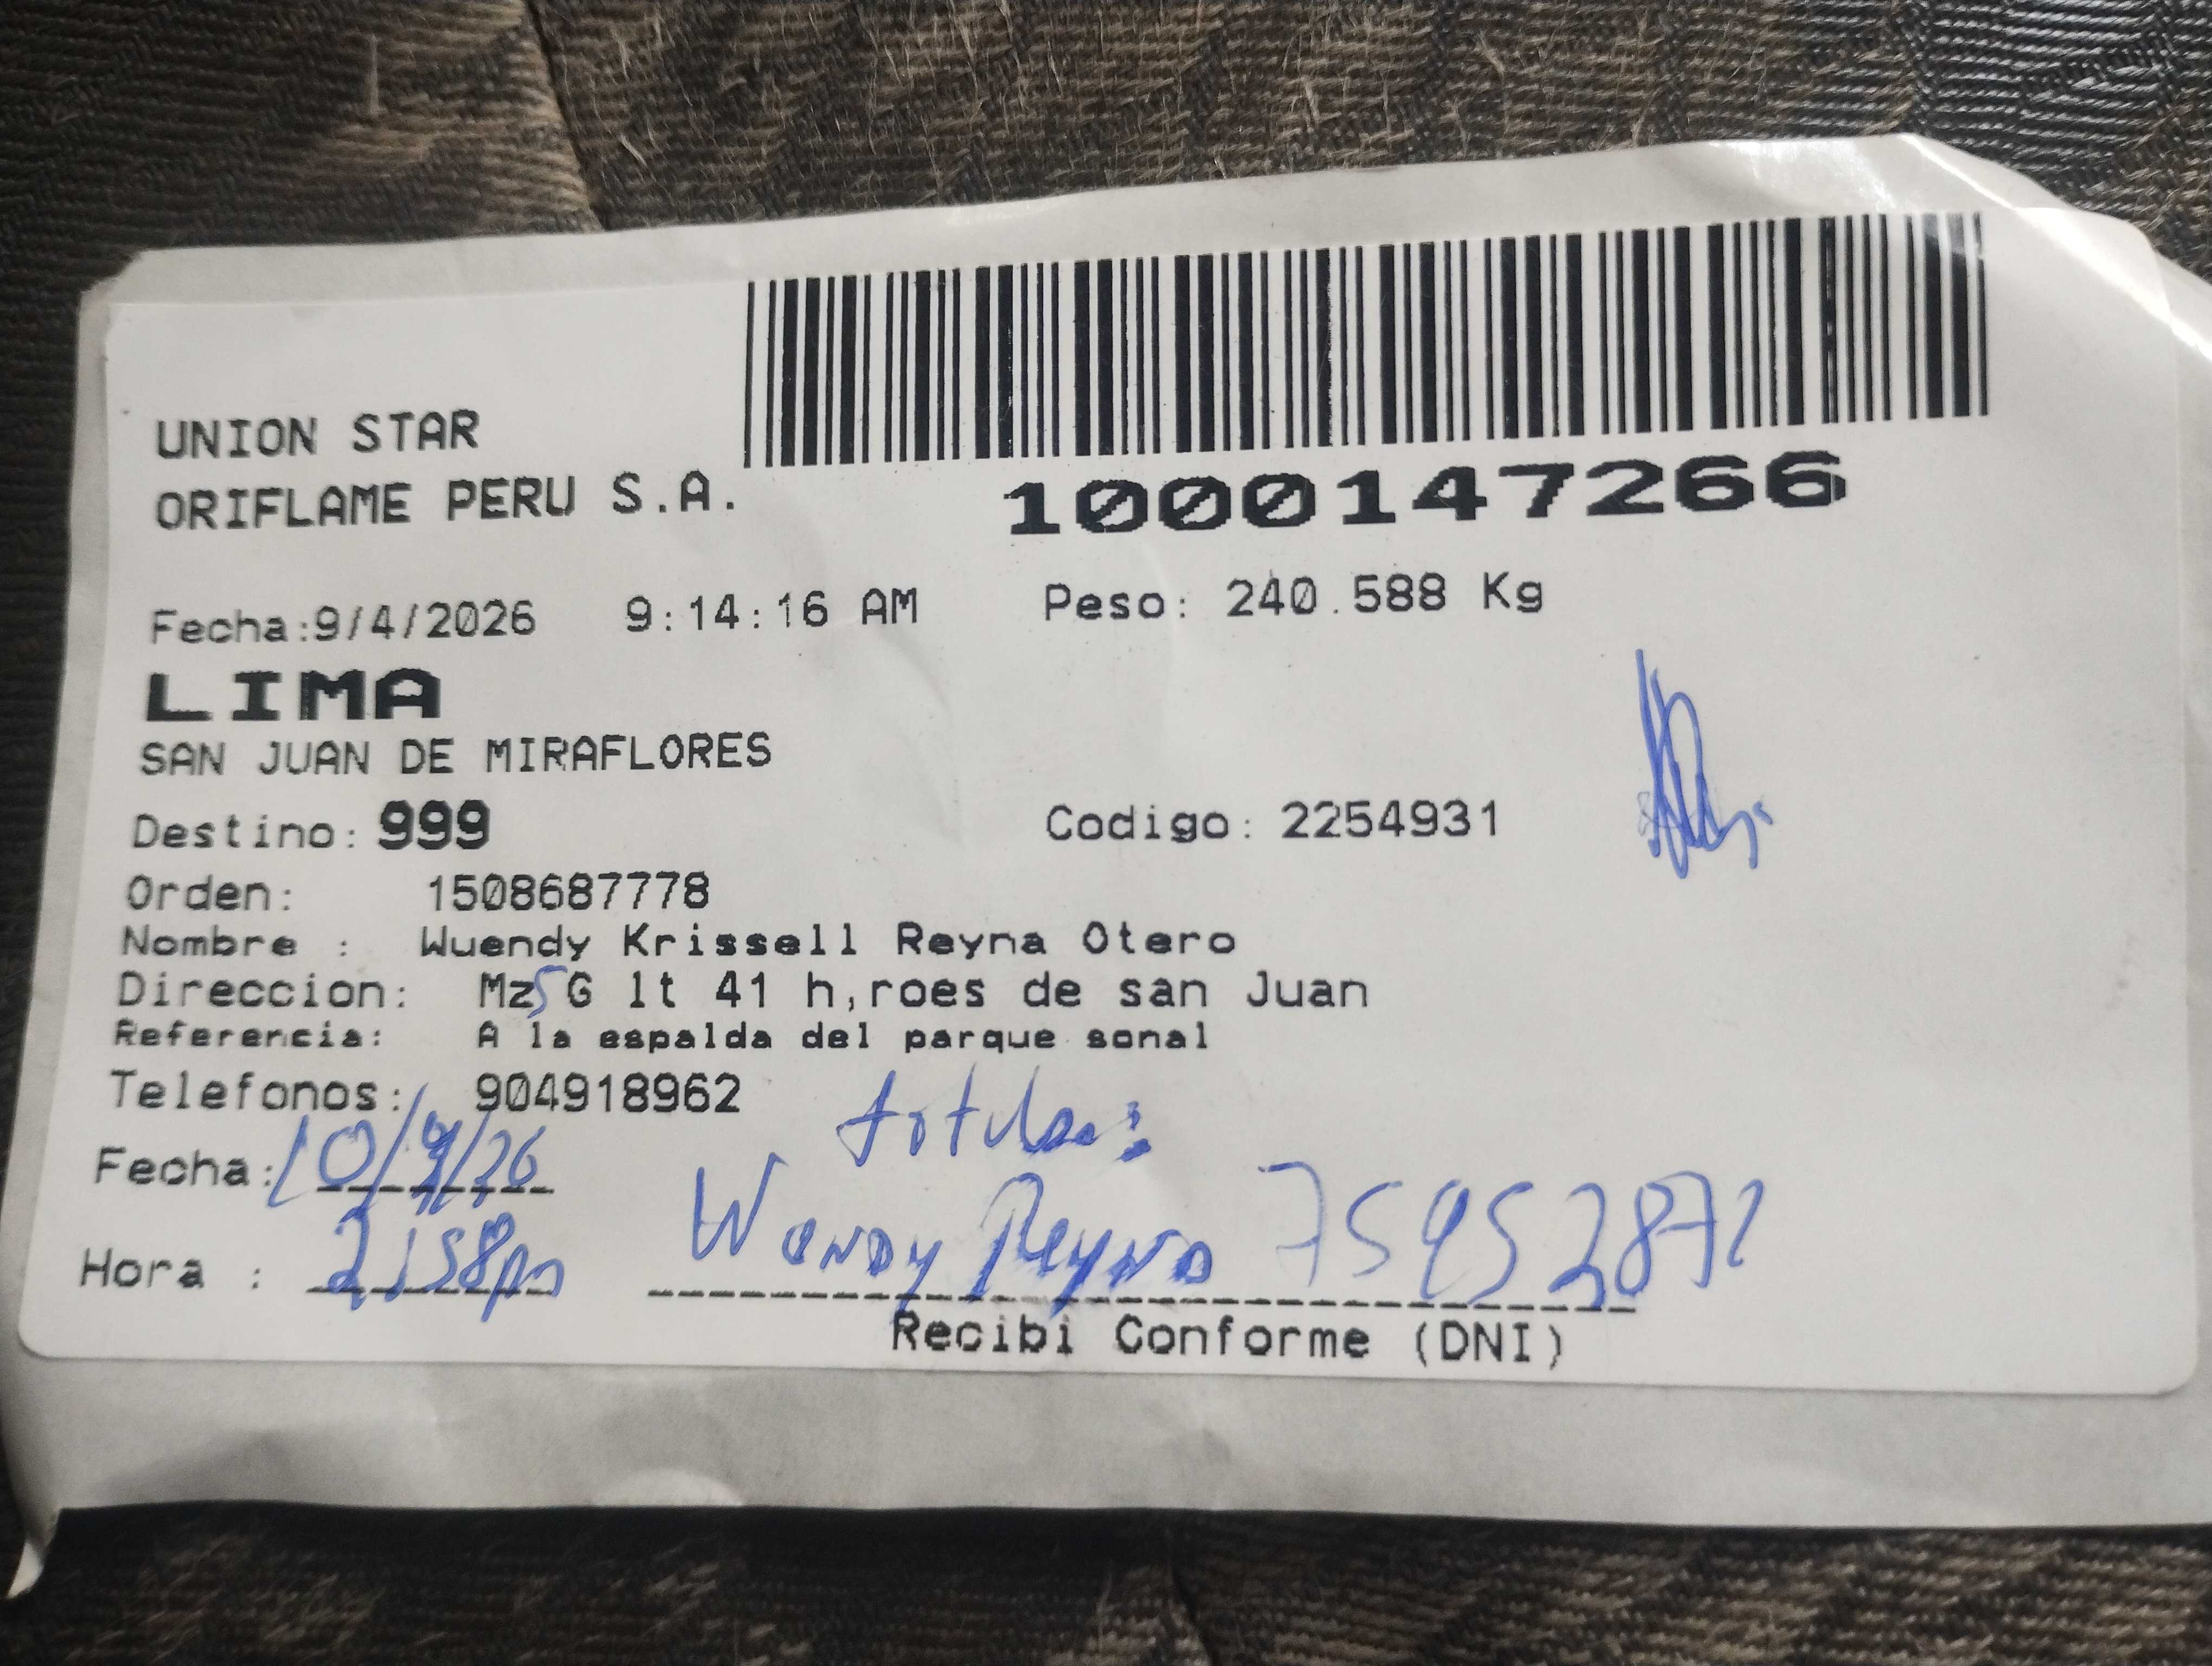 UNION STAR
ORIFLAME PERU S.A.
1000147266
Fecha:9/4/2026 9:14:16 AM Peso: 240.588 Kg
LIMA
SAN JUAN DE MIRAFLORES
Destino: 999 Codigo: 2254931
Orden: 1508687778
Nombre : Wuendy Krissell Reyna Otero
Direccion: Mz5G lt 41 h,roes de san Juan
Referencia: A la espalda del parque sonal
Telefonos: 904918962
Fecha: 10/9/26
Hora : 2:58pm Wendy Reyna
Recibi Conforme (DNI)